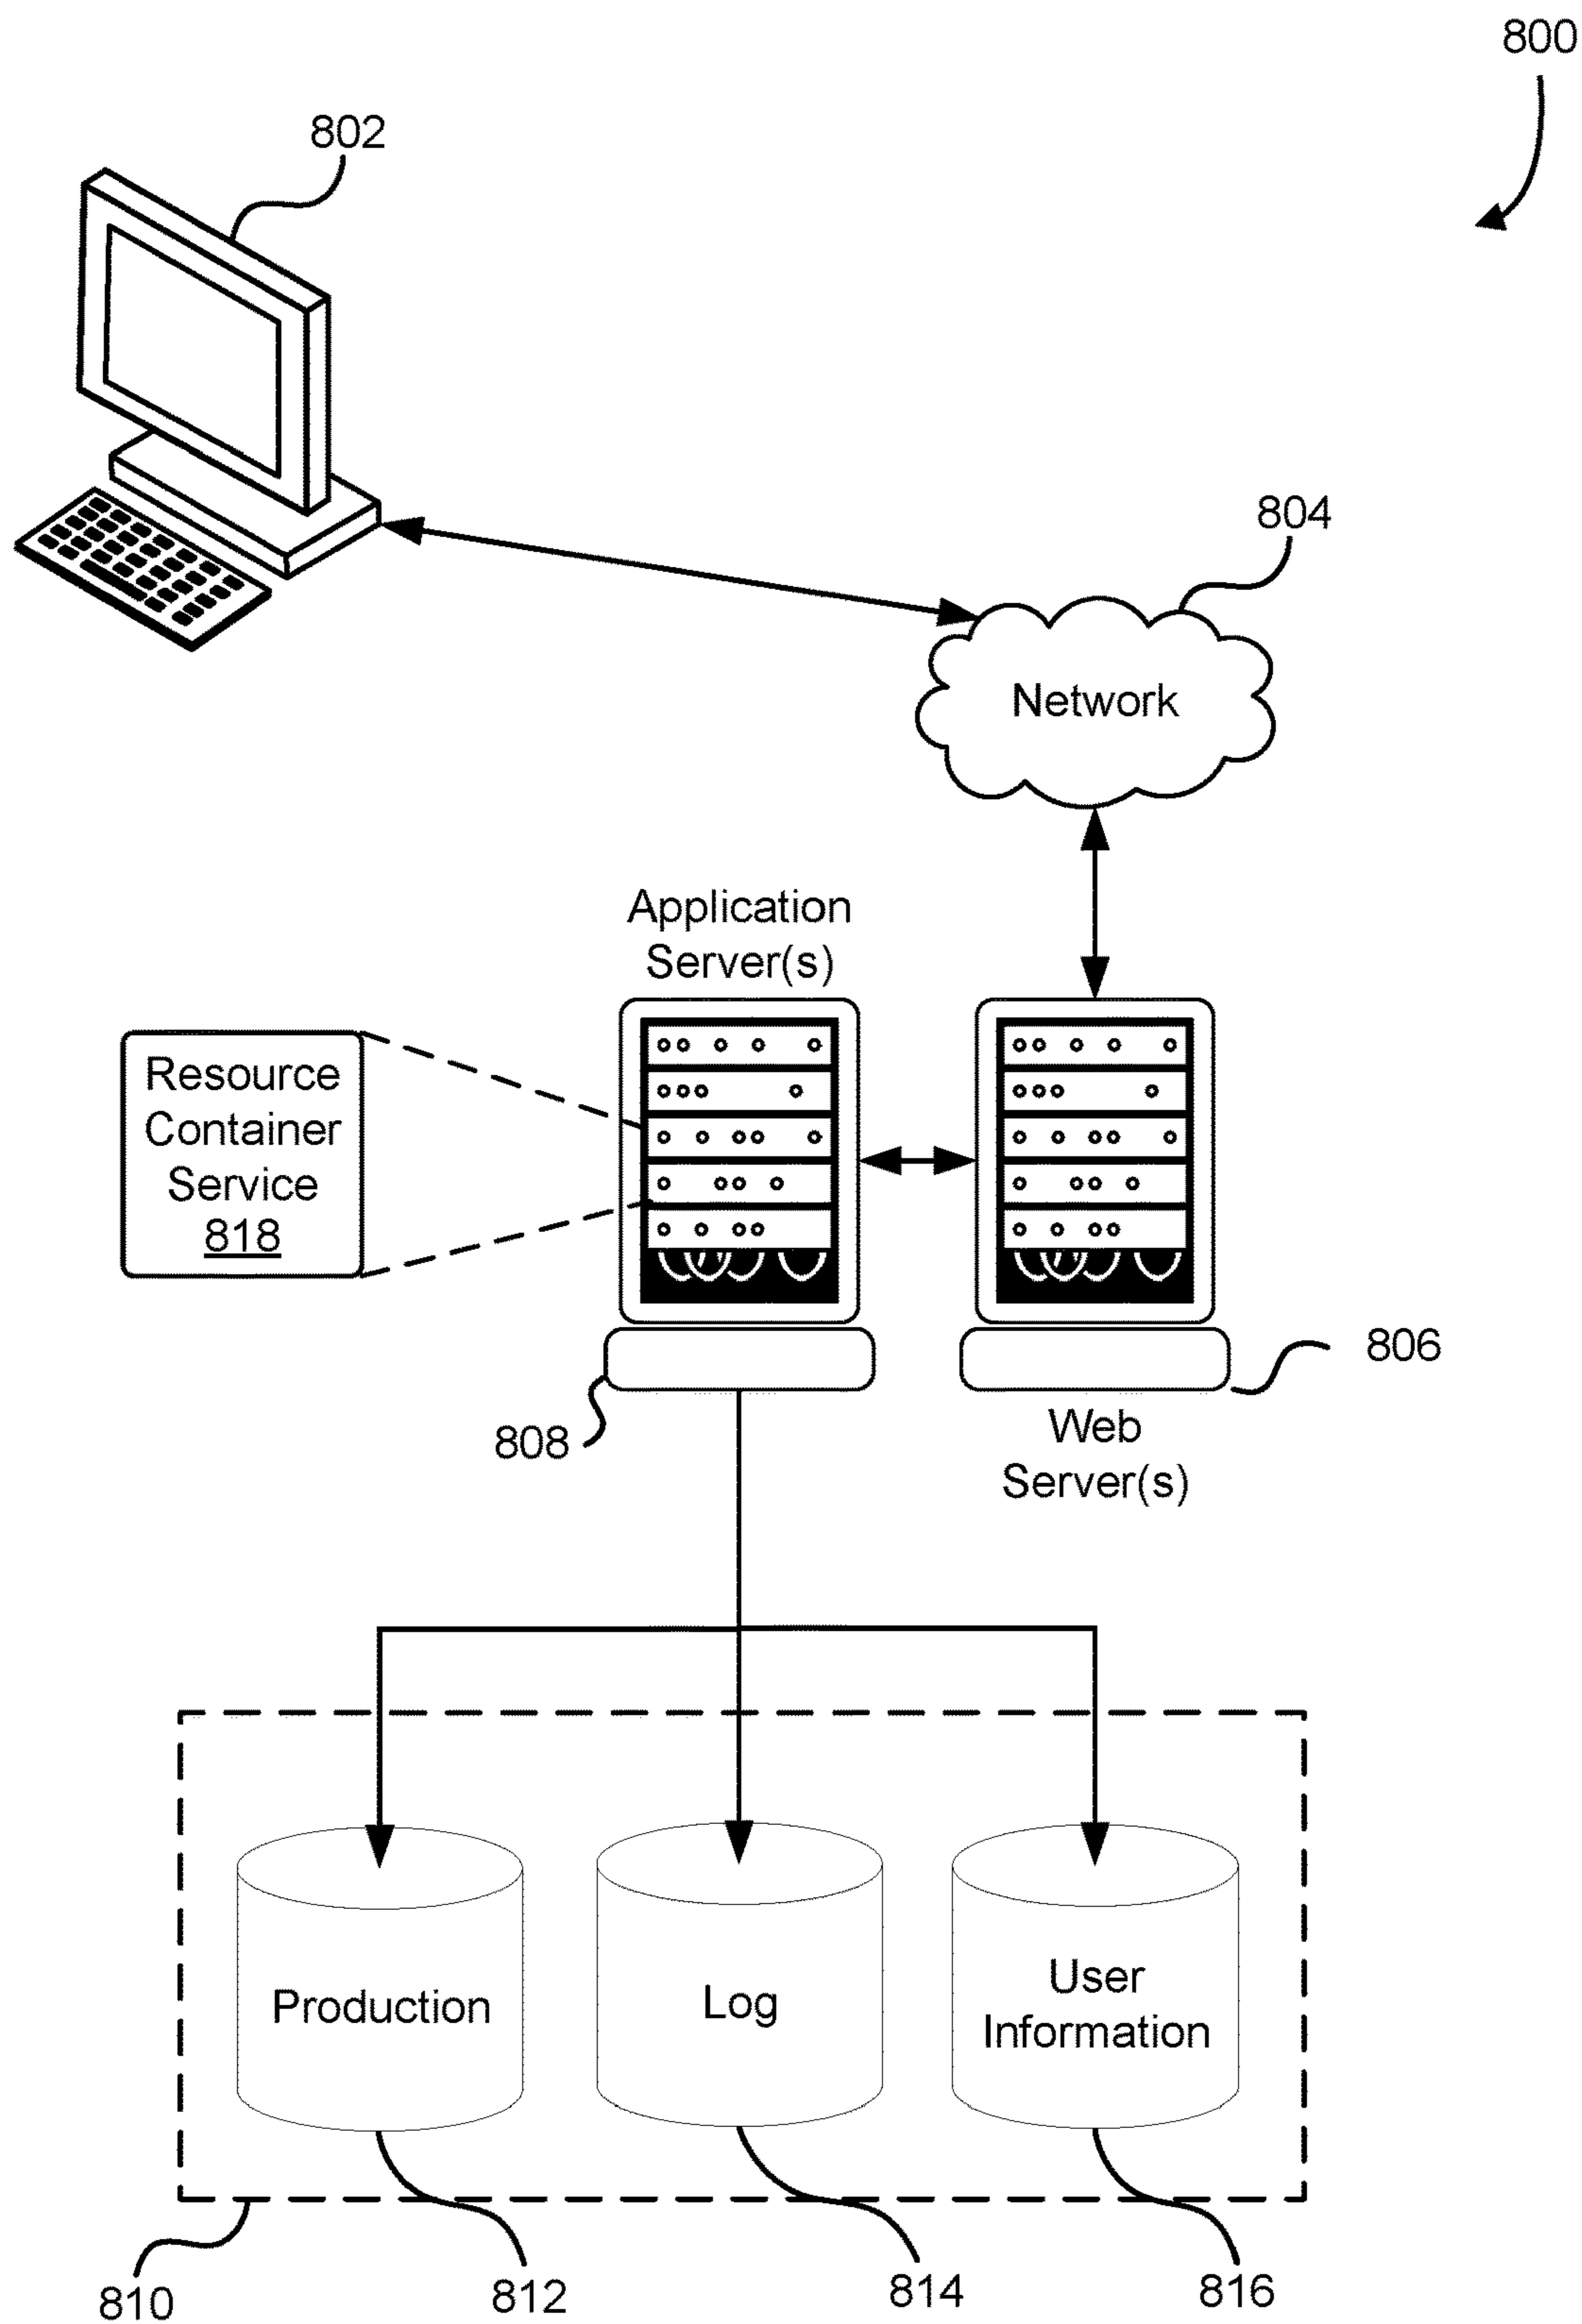 800
802
804
Network
Application
Server(s)
Resource
Container
Service
818
806
808
Web
Server(s)
Production
Log
User
Information
810
812
814
816